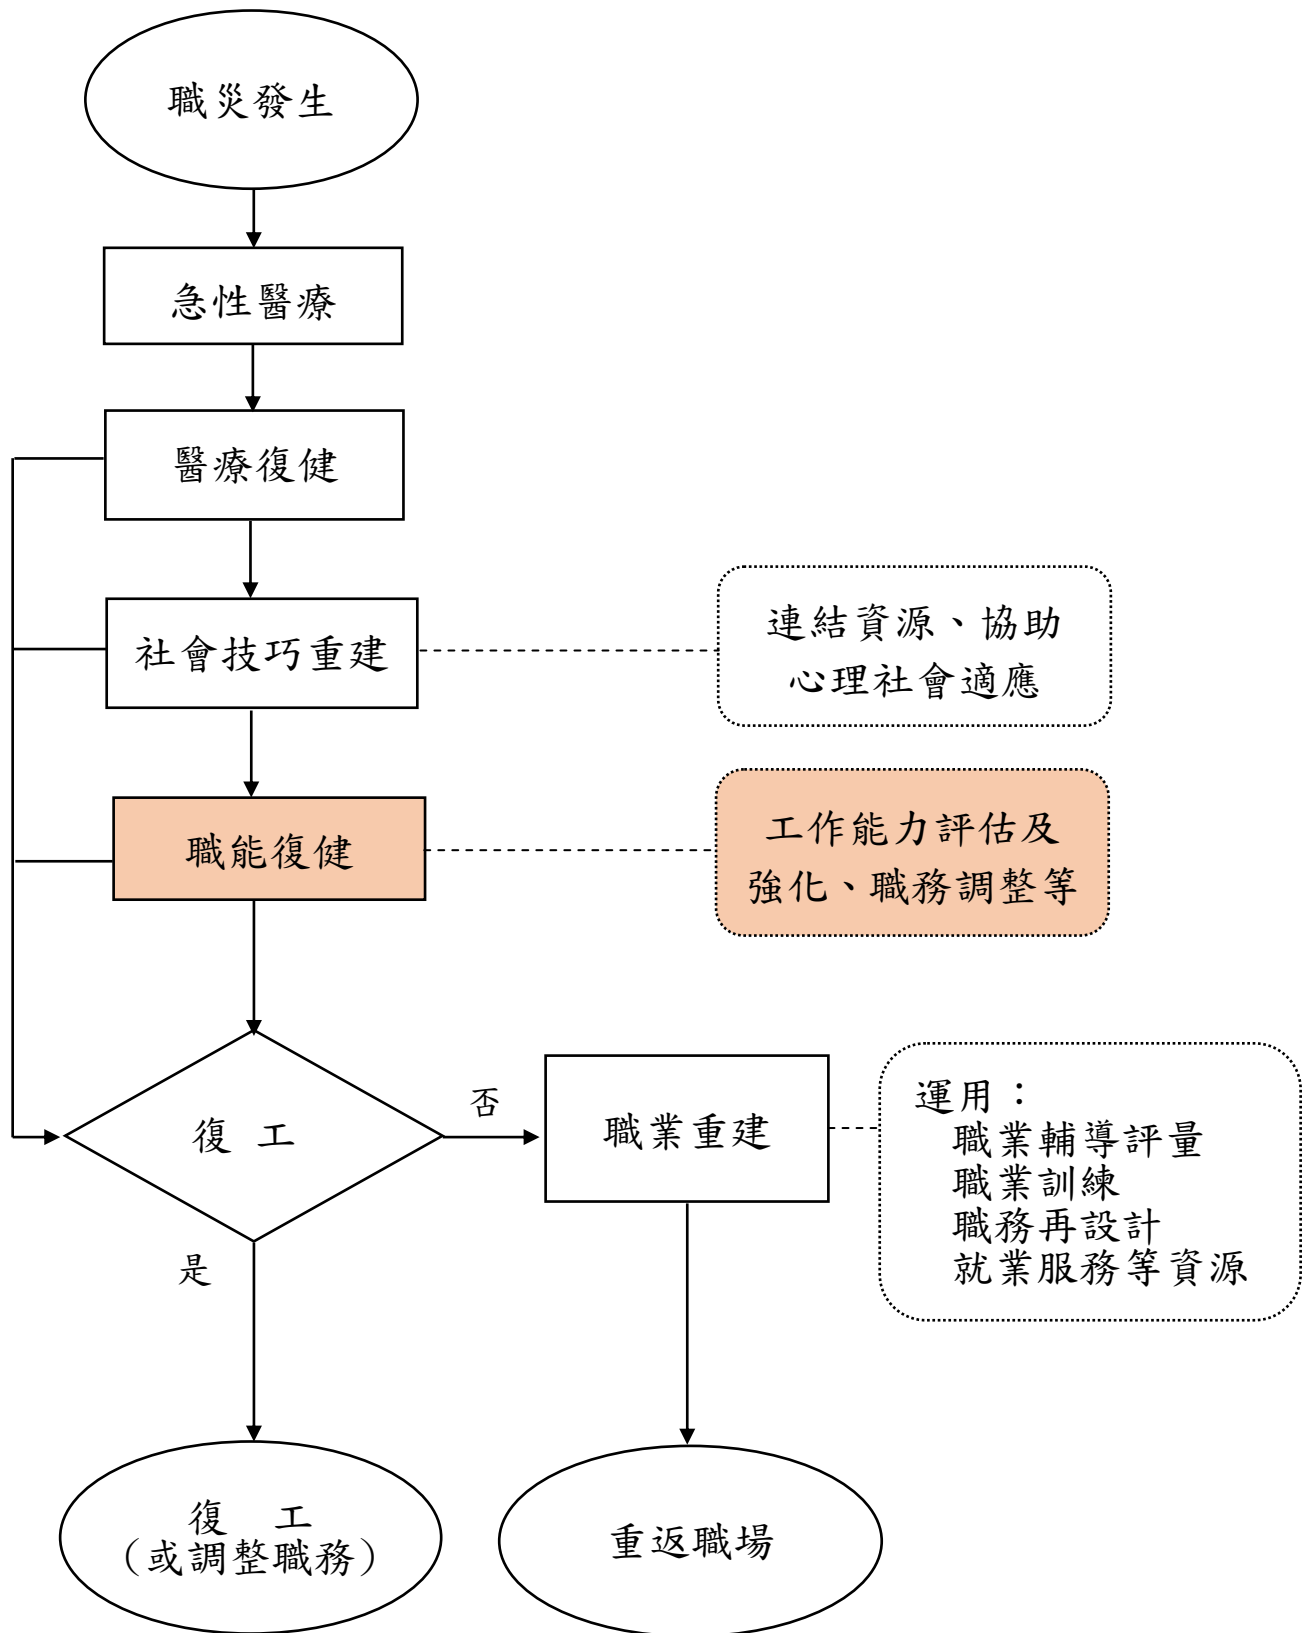 職災發生
急性醫療
醫療復健
社會技巧重建
連結資源、協助
心理社會適應
職能復健
工作能力評估及
強化、職務調整等
復 工
否
職業重建
運用：
職業輔導評量
職業訓練
職務再設計
就業服務等資源
是
復 工
（或調整職務）
重返職場